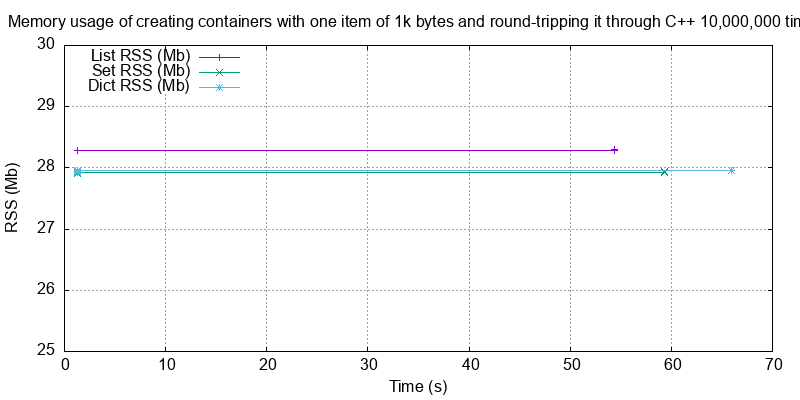 Memory usage of creating containers with one item of 1k bytes and round-tripping it through C++ 10,000,000
List RSS (Mb)
Set RSS (Mb)
Dict RSS (Mb)
30
29
28
27
26
25
RSS (Mb)
0 10 20 30 40 50 60 70
Time (s)